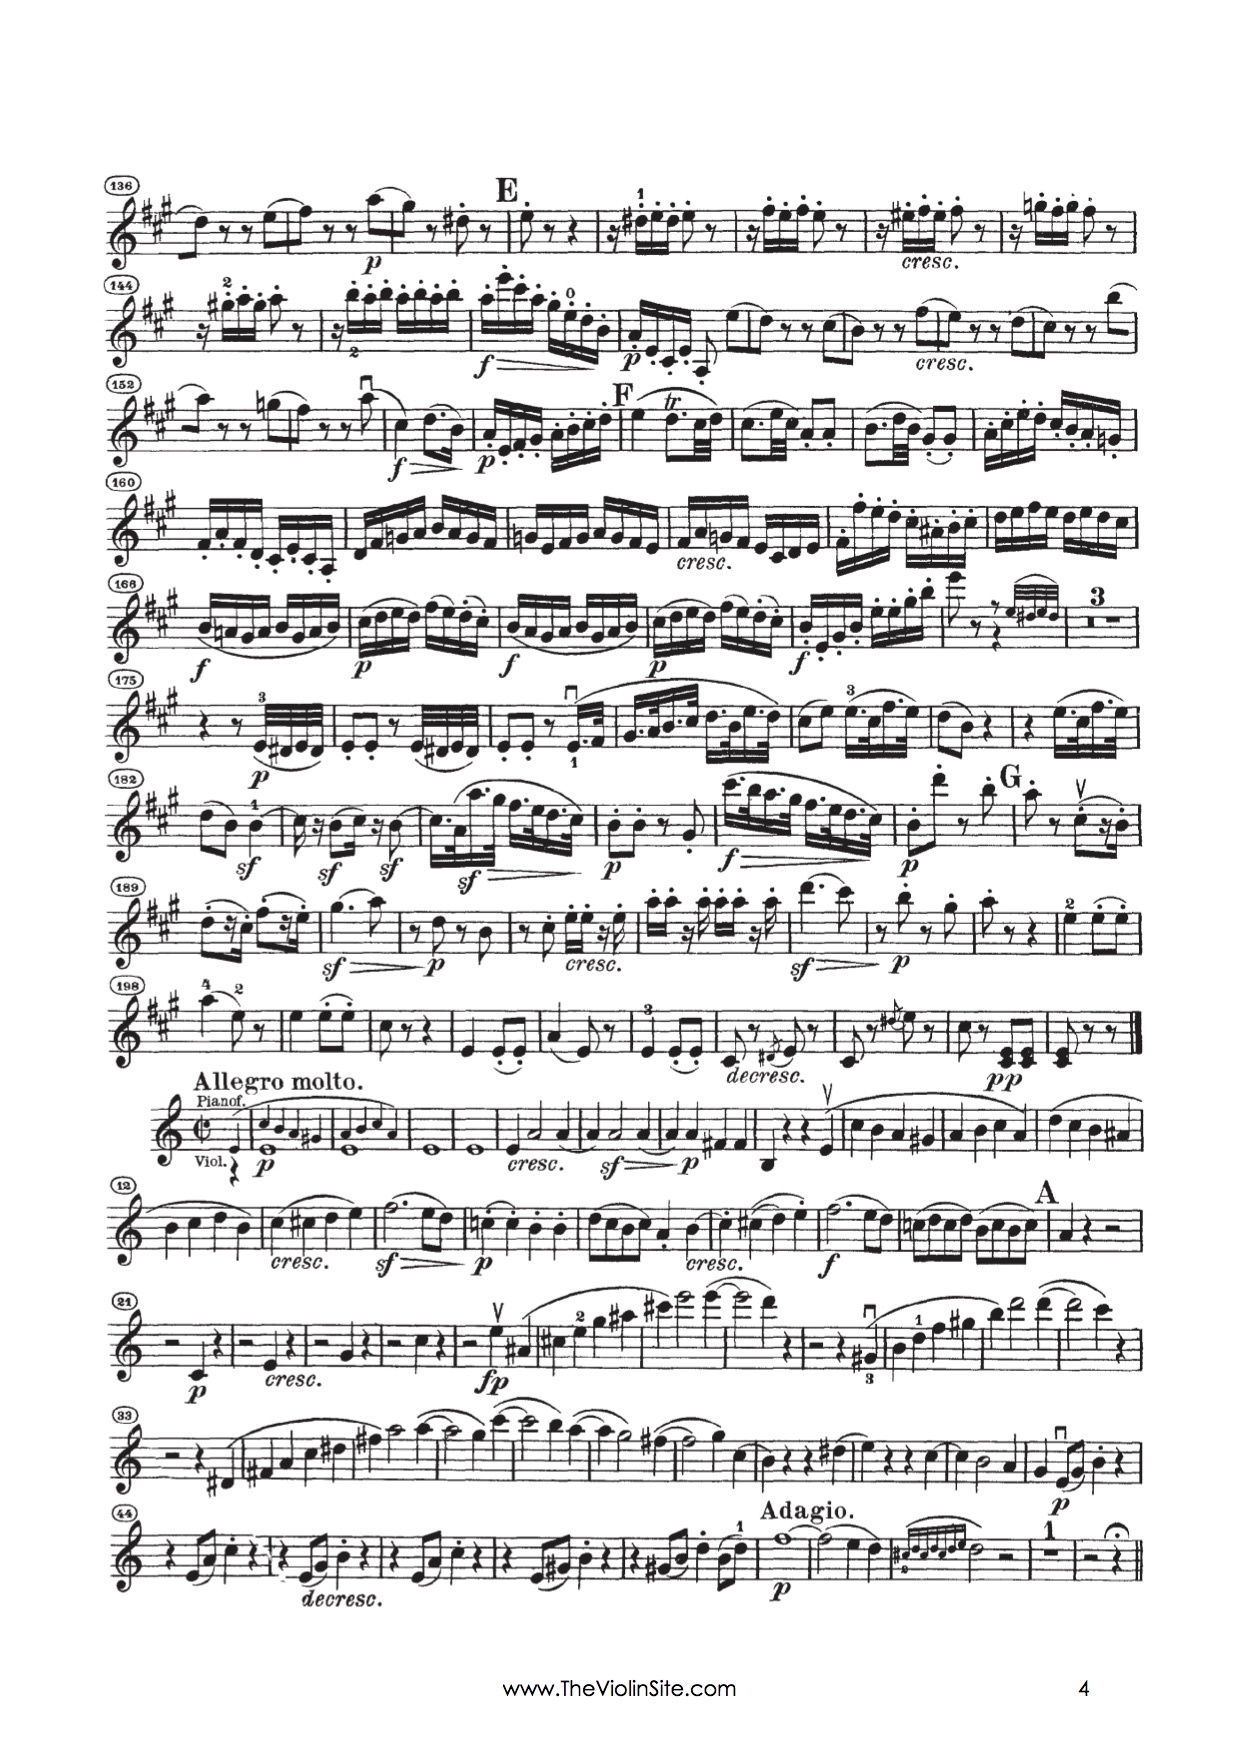 136 E 1
p cresc.
144 2 2 0
f p cresc.
152 F tr
f p
160
cresc.
166 3
f p f p f
175 3 3
p 1
182 1 G
sf sf sf sf p f p
189 2
sf p cresc. sf p
198 4 2 3
decresc. pp
Allegro molto.
Pianof.
Viol. p cresc. sf p
12 A
cresc. sf p cresc. f
21 2 1
p cresc. fp 3
33
p
44 Adagio. 1 1
decresc. p 2
www.TheViolinSite.com 4